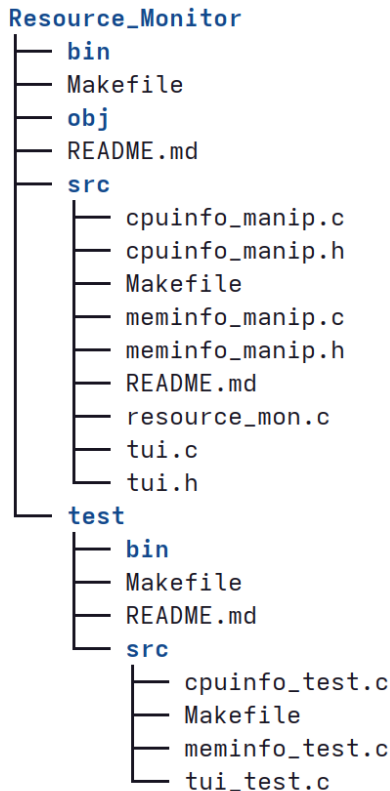 Resource_Monitor
bin
Makefile
obj
README.md
src
cpuinfo_manip.c
cpuinfo_manip.h
Makefile
meminfo_manip.c
meminfo_manip.h
README.md
resource_mon.c
tui.c
tui.h
test
bin
Makefile
README.md
src
cpuinfo_test.c
Makefile
meminfo_test.c
tui_test.c